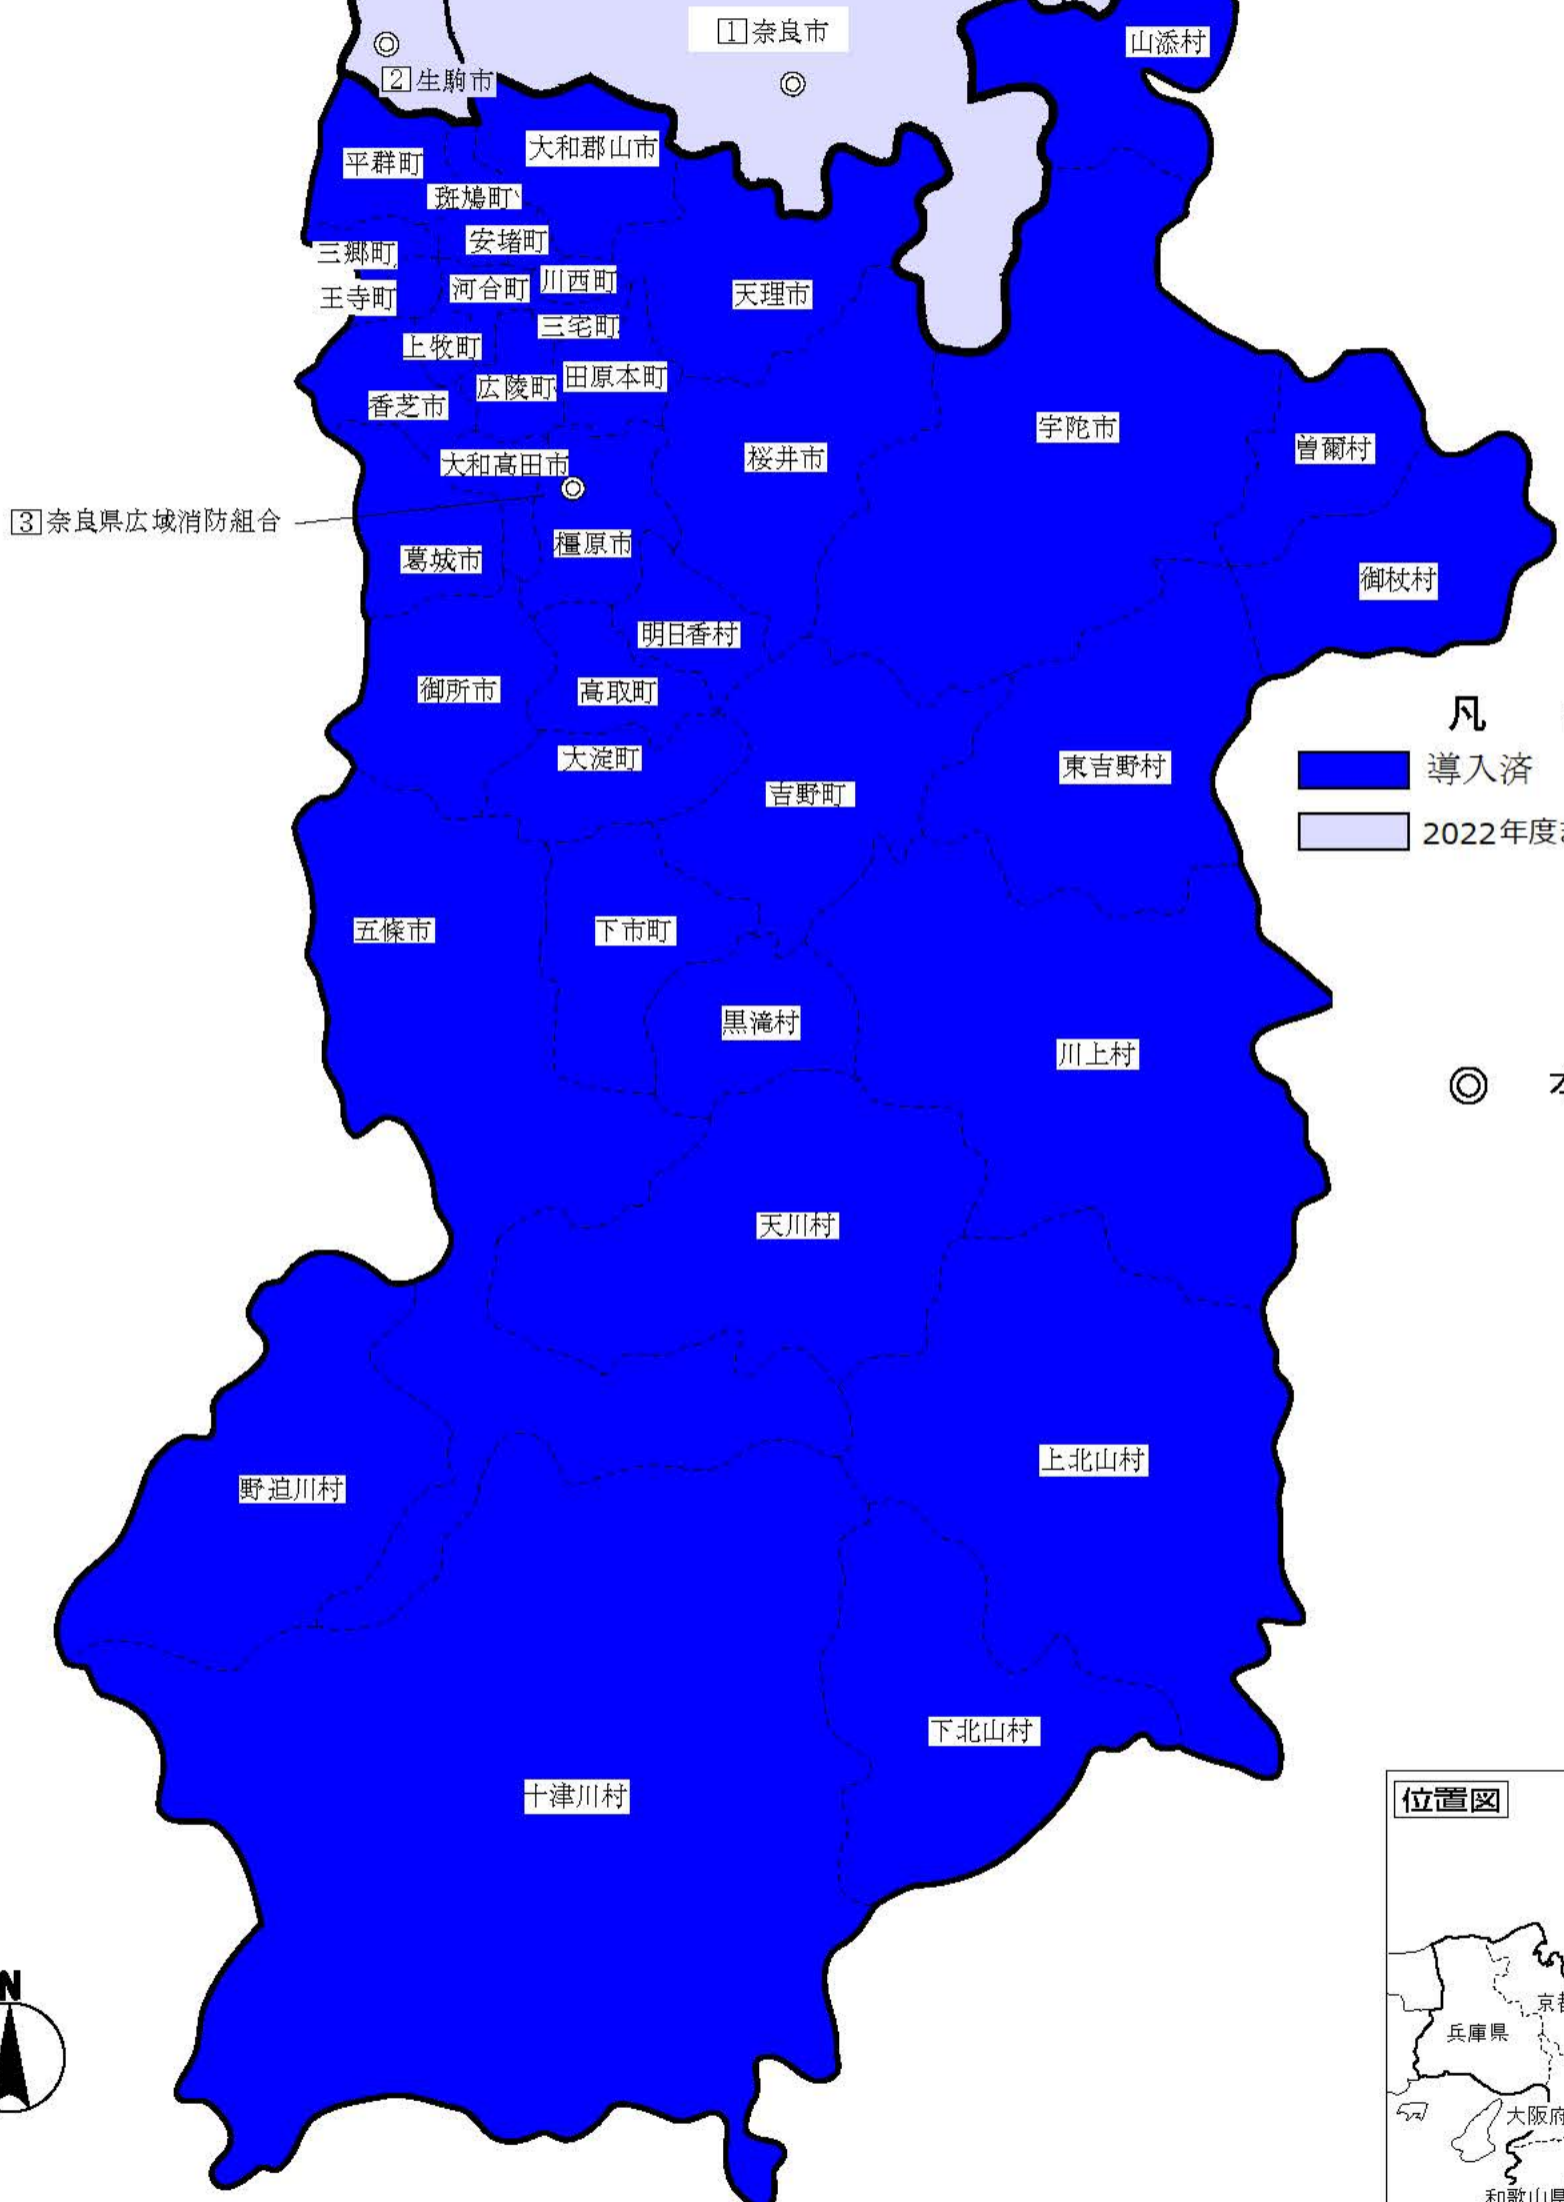 1 奈良市
山添村
2 生駒市
大和郡山市
平群町
斑鳩町
安堵町
三郷町
川西町
河合町
王寺町
天理市
三宅町
上牧町
田原本町
広陵町
香芝市
宇陀市
曽爾村
桜井市
大和高田市
3 奈良県広域消防組合
橿原市
葛城市
御杖村
明日香村
御所市
高取町
凡
大淀町
東吉野村
導入済
吉野町
2022年度
五條市
下市町
黒滝村
川上村
天川村
上北山村
野迫川村
下北山村
十津川村
位置図
N
京都
兵庫県
大阪府
和歌山県